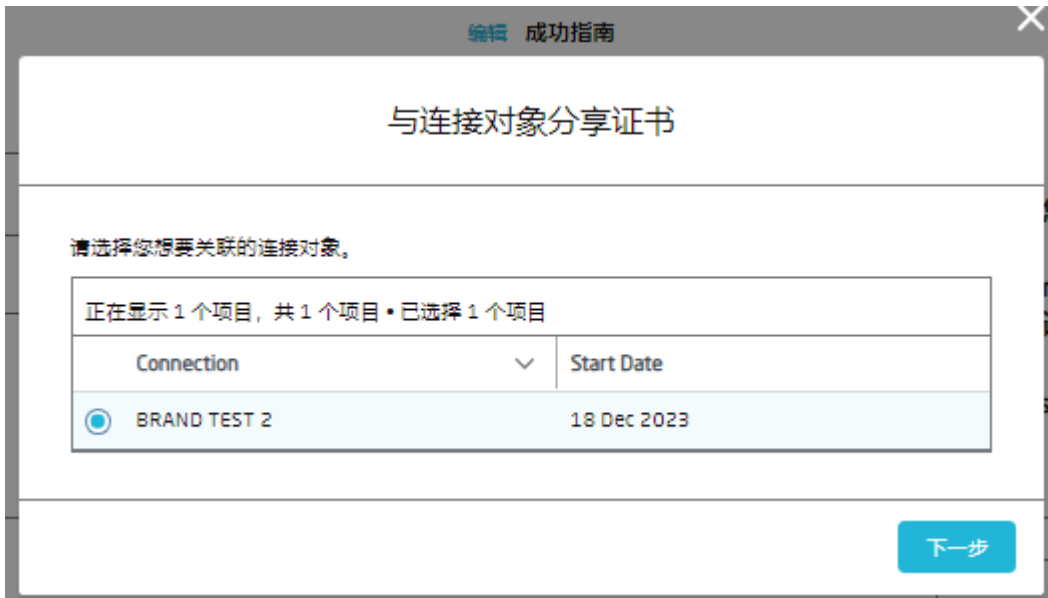 编辑 成功指南
与连接对象分享证书
请选择您想要关联的连接对象。
正在显示 1 个项目，共 1 个项目 • 已选择 1 个项目
Connection Start Date
BRAND TEST 2 18 Dec 2023
下一步